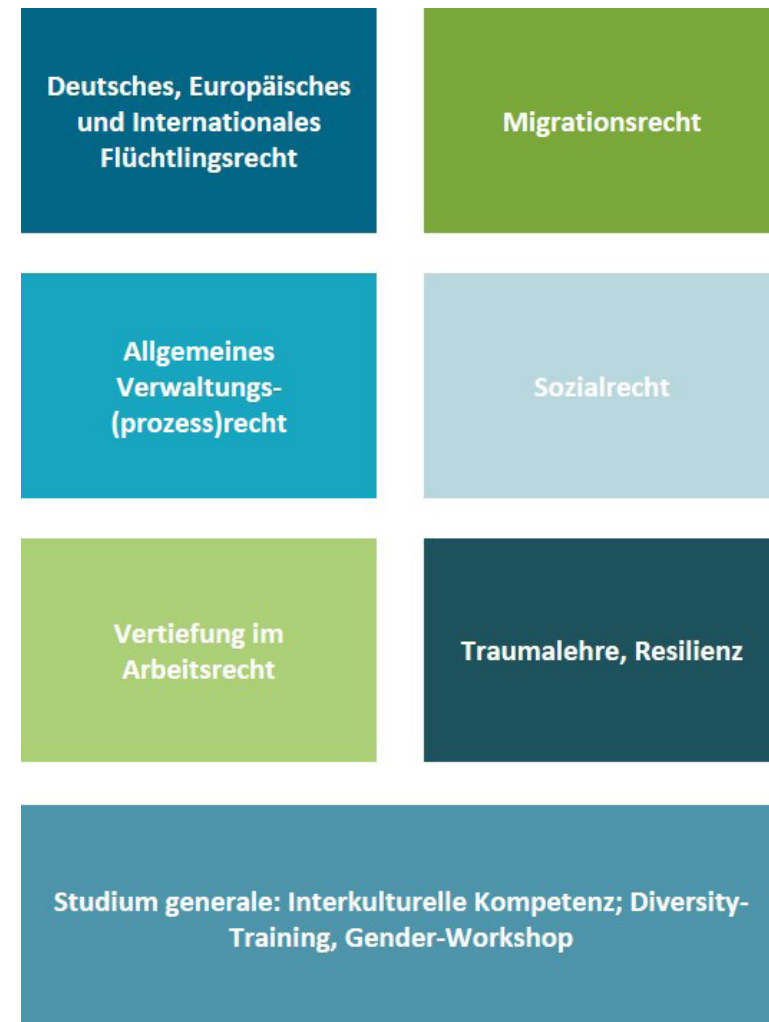 Deutsches, Europäisches
und Internationales
Flüchtlingsrecht
Migrationsrecht
Allgemeines
Verwaltungs-
(prozess)recht
Sozialrecht
Vertiefung im
Arbeitsrecht
Traumalehre, Resilienz
Studium generale: Interkulturelle Kompetenz; Diversity-
Training, Gender-Workshop